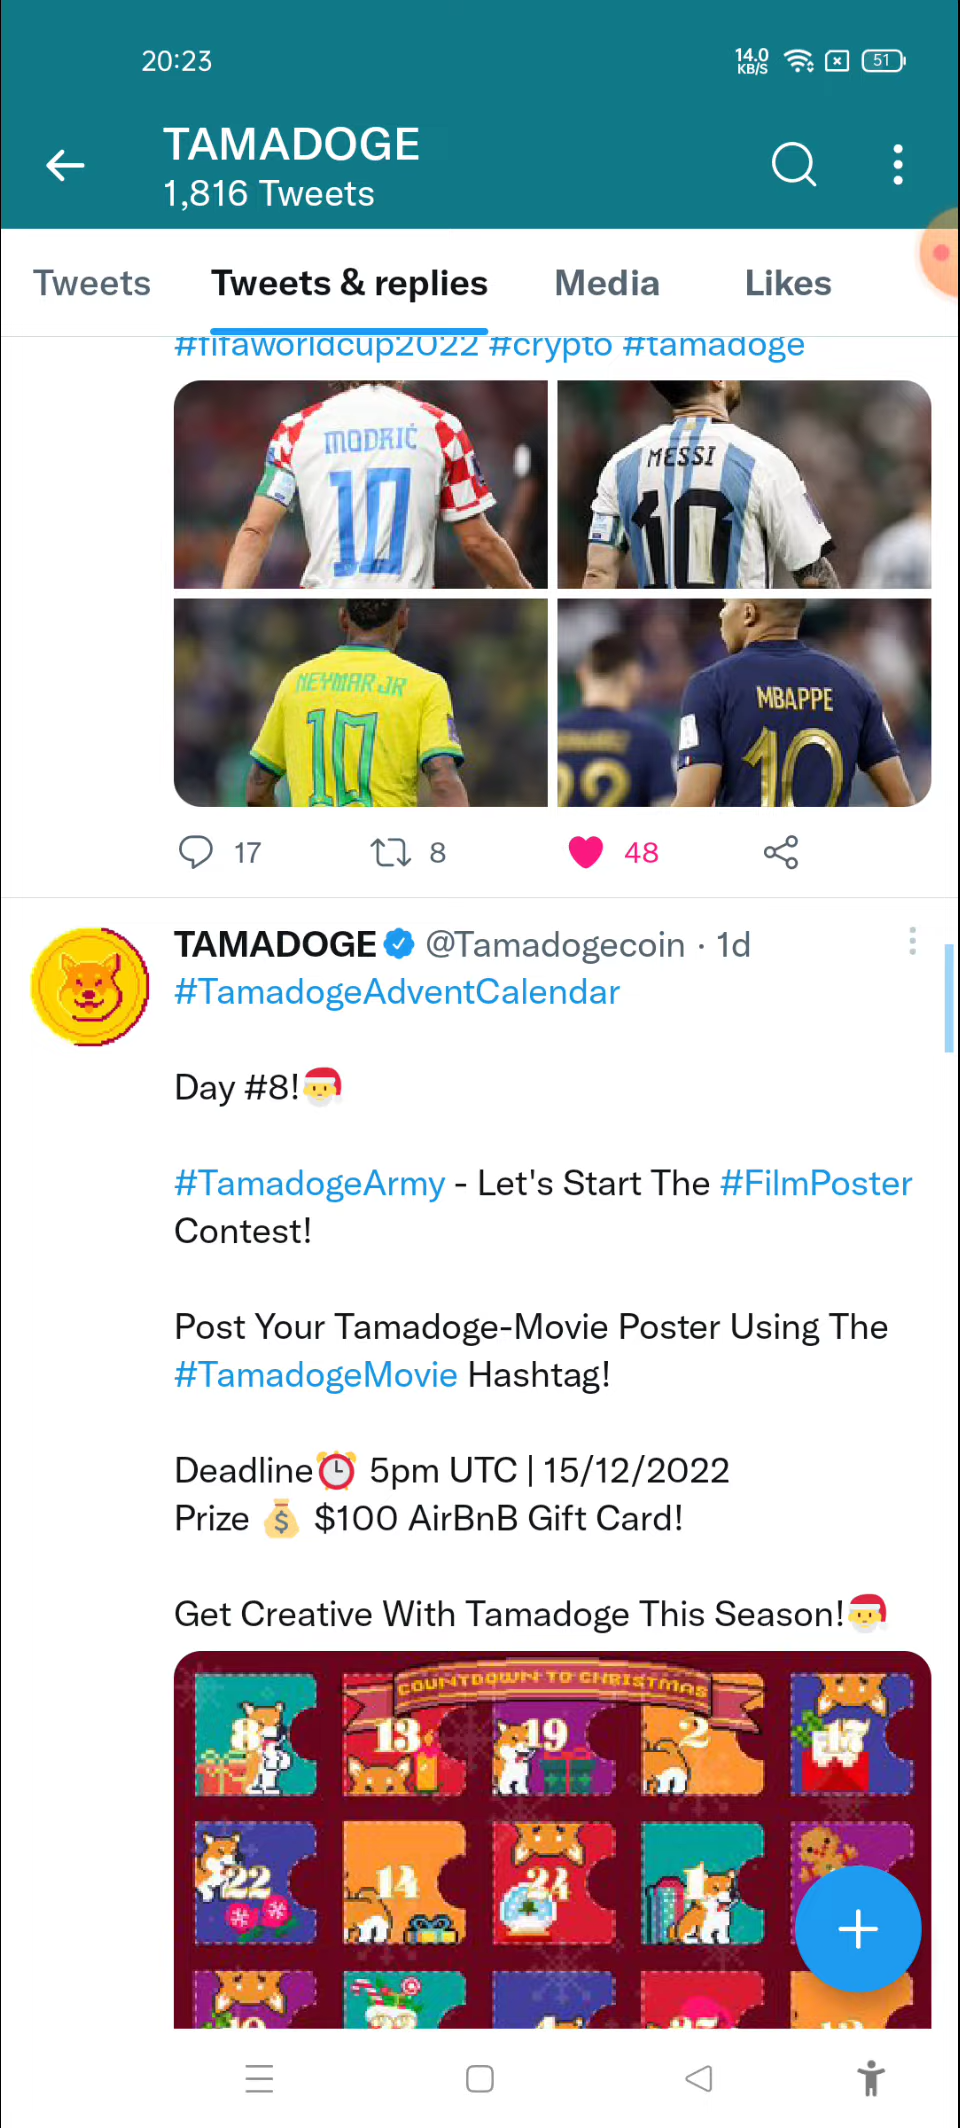 20:23
14.0
KB/S
51
TAMADOGE
1,816 Tweets
Tweets
Tweets & replies
Media
Likes
#fifaworldcup2022 #crypto #tamadoge
MODRIĆ
10
MESSI
10
NEYMAR JR
10
MBAPPE
10
22
17
8
48
TAMADOGE @Tamadogecoin · 1d
#TamadogeAdventCalendar
Day #8!
#TamadogeArmy - Let's Start The #FilmPoster
Contest!
Post Your Tamadoge-Movie Poster Using The
#TamadogeMovie Hashtag!
Deadline 5pm UTC | 15/12/2022
Prize $100 AirBnB Gift Card!
Get Creative With Tamadoge This Season!
COUNTDOWN TO CHRISTMAS
8 13 19 2 17
22 14 24 1